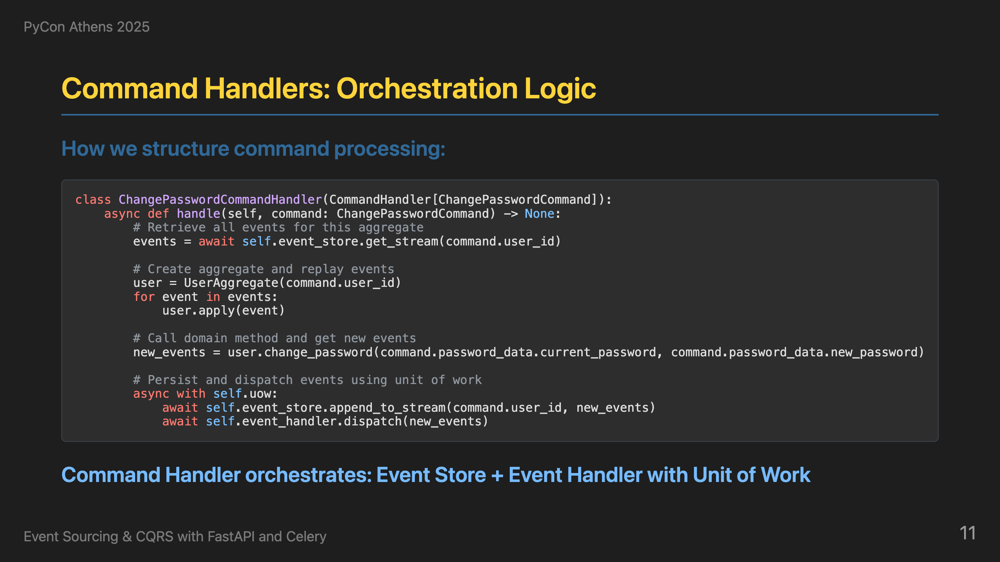 PyCon Athens 2025
Command Handlers: Orchestration Logic
How we structure command processing:
class ChangePasswordCommandHandler(CommandHandler[ChangePasswordCommand]):
    async def handle(self, command: ChangePasswordCommand) -> None:
        # Retrieve all events for this aggregate
        events = await self.event_store.get_stream(command.user_id)

        # Create aggregate and replay events
        user = UserAggregate(command.user_id)
        for event in events:
            user.apply(event)

        # Call domain method and get new events
        new_events = user.change_password(command.password_data.current_password, command.password_data.new_password)

        # Persist and dispatch events using unit of work
        async with self.uow:
            await self.event_store.append_to_stream(command.user_id, new_events)
            await self.event_handler.dispatch(new_events)
Command Handler orchestrates: Event Store + Event Handler with Unit of Work
Event Sourcing & CQRS with FastAPI and Celery
11